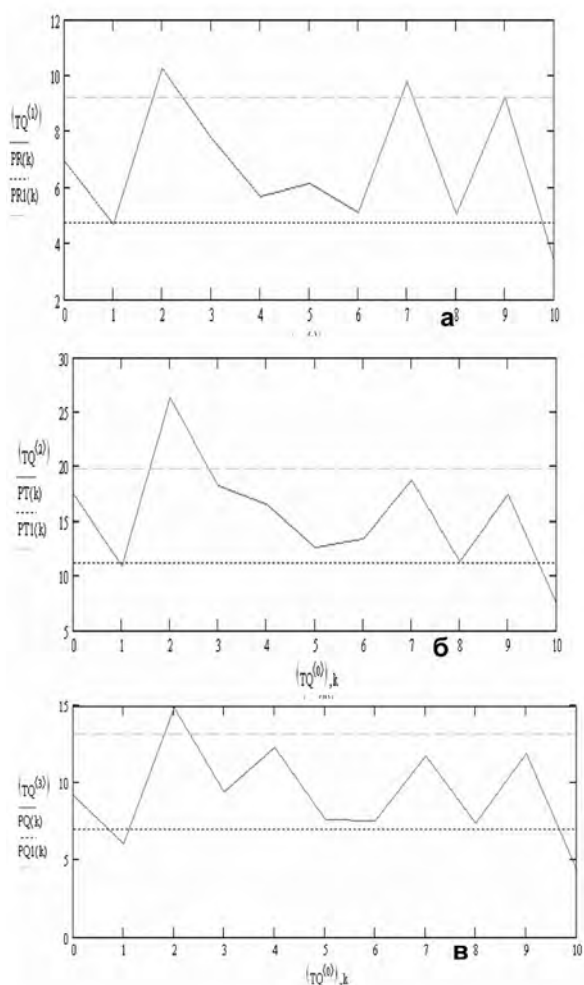 12
10
8
6
4
2
(TQ^(1))
PR(k)
PR1(k)
0 1 2 3 4 5 6 7 8 9 10
а
30
25
20
15
10
5
(TQ^(2))
PT(k)
PT1(k)
0 1 2 3 4 5 6 7 8 9 10
(TQ^(0)),k
б
15
10
5
0
(TQ^(3))
PQ(k)
PQ1(k)
0 1 2 3 4 5 6 7 8 9 10
(TQ^(0)),k
в